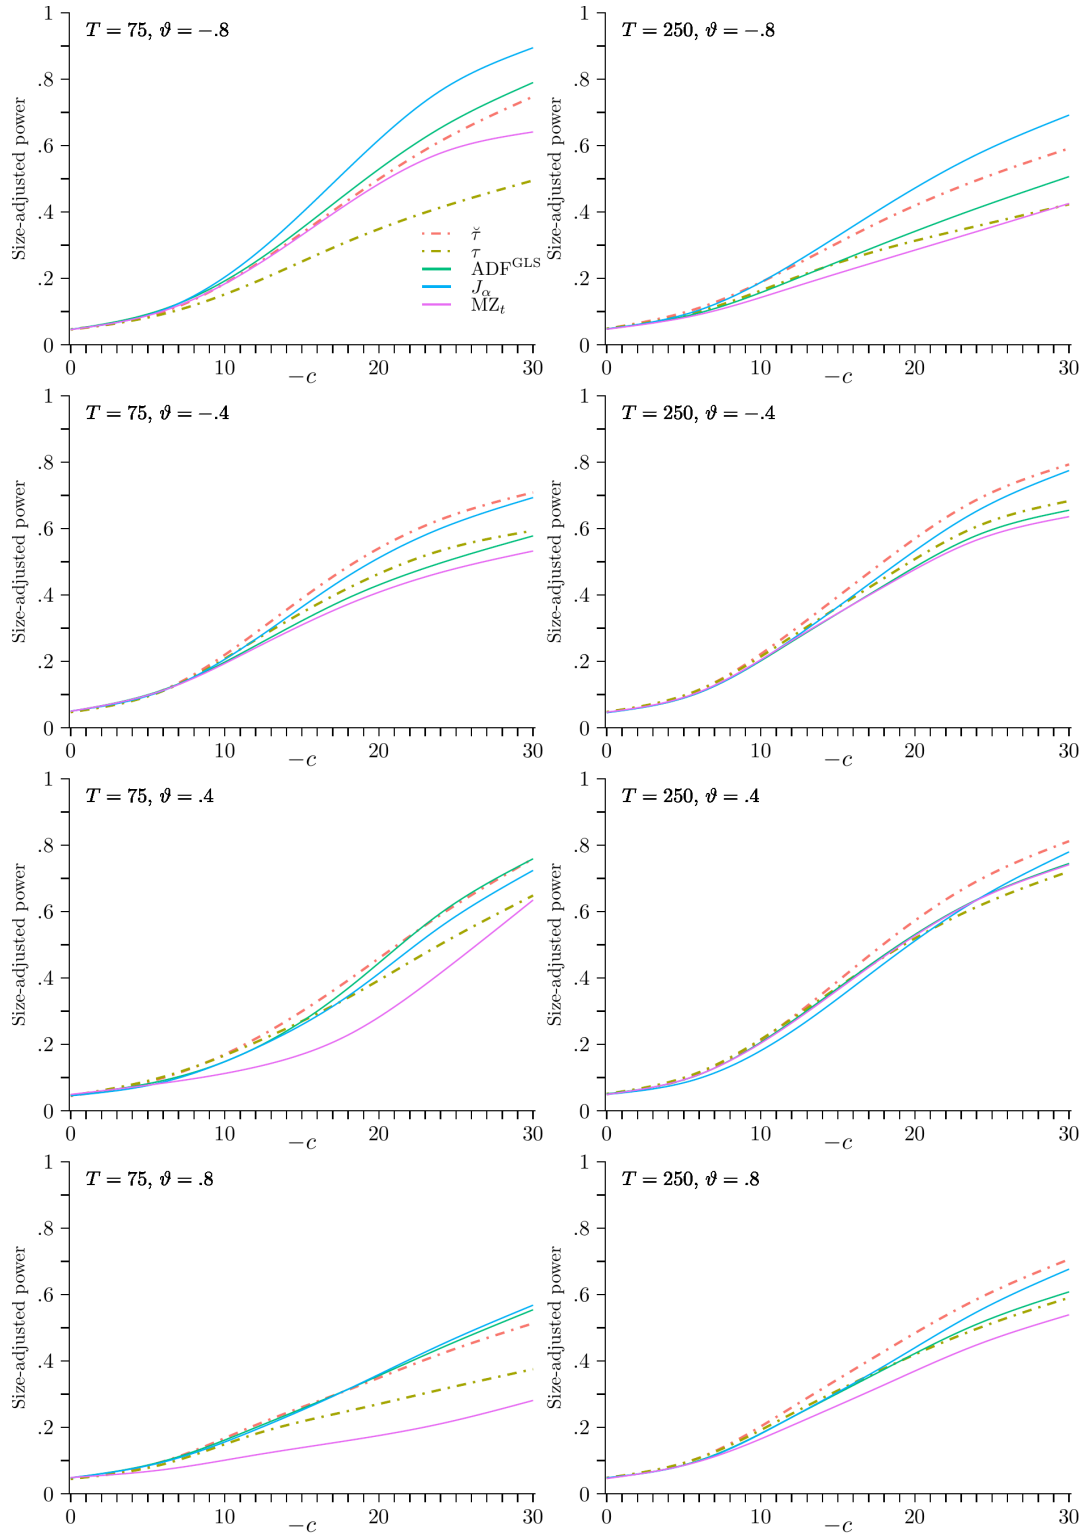 T = 75, ϑ = −.8
1
.8
.6
.4
.2
0
Size-adjusted power
τ̆
τ
ADF^GLS
J_α
MZ_t
0 10 20 30
−c
T = 250, ϑ = −.8
1
.8
.6
.4
.2
0
Size-adjusted power
0 10 20 30
−c
T = 75, ϑ = −.4
1
.8
.6
.4
.2
0
Size-adjusted power
0 10 20 30
−c
T = 250, ϑ = −.4
1
.8
.6
.4
.2
0
Size-adjusted power
0 10 20 30
−c
T = 75, ϑ = .4
1
.8
.6
.4
.2
0
Size-adjusted power
0 10 20 30
−c
T = 250, ϑ = .4
1
.8
.6
.4
.2
0
Size-adjusted power
0 10 20 30
−c
T = 75, ϑ = .8
1
.8
.6
.4
.2
0
Size-adjusted power
0 10 20 30
−c
T = 250, ϑ = .8
1
.8
.6
.4
.2
0
Size-adjusted power
0 10 20 30
−c